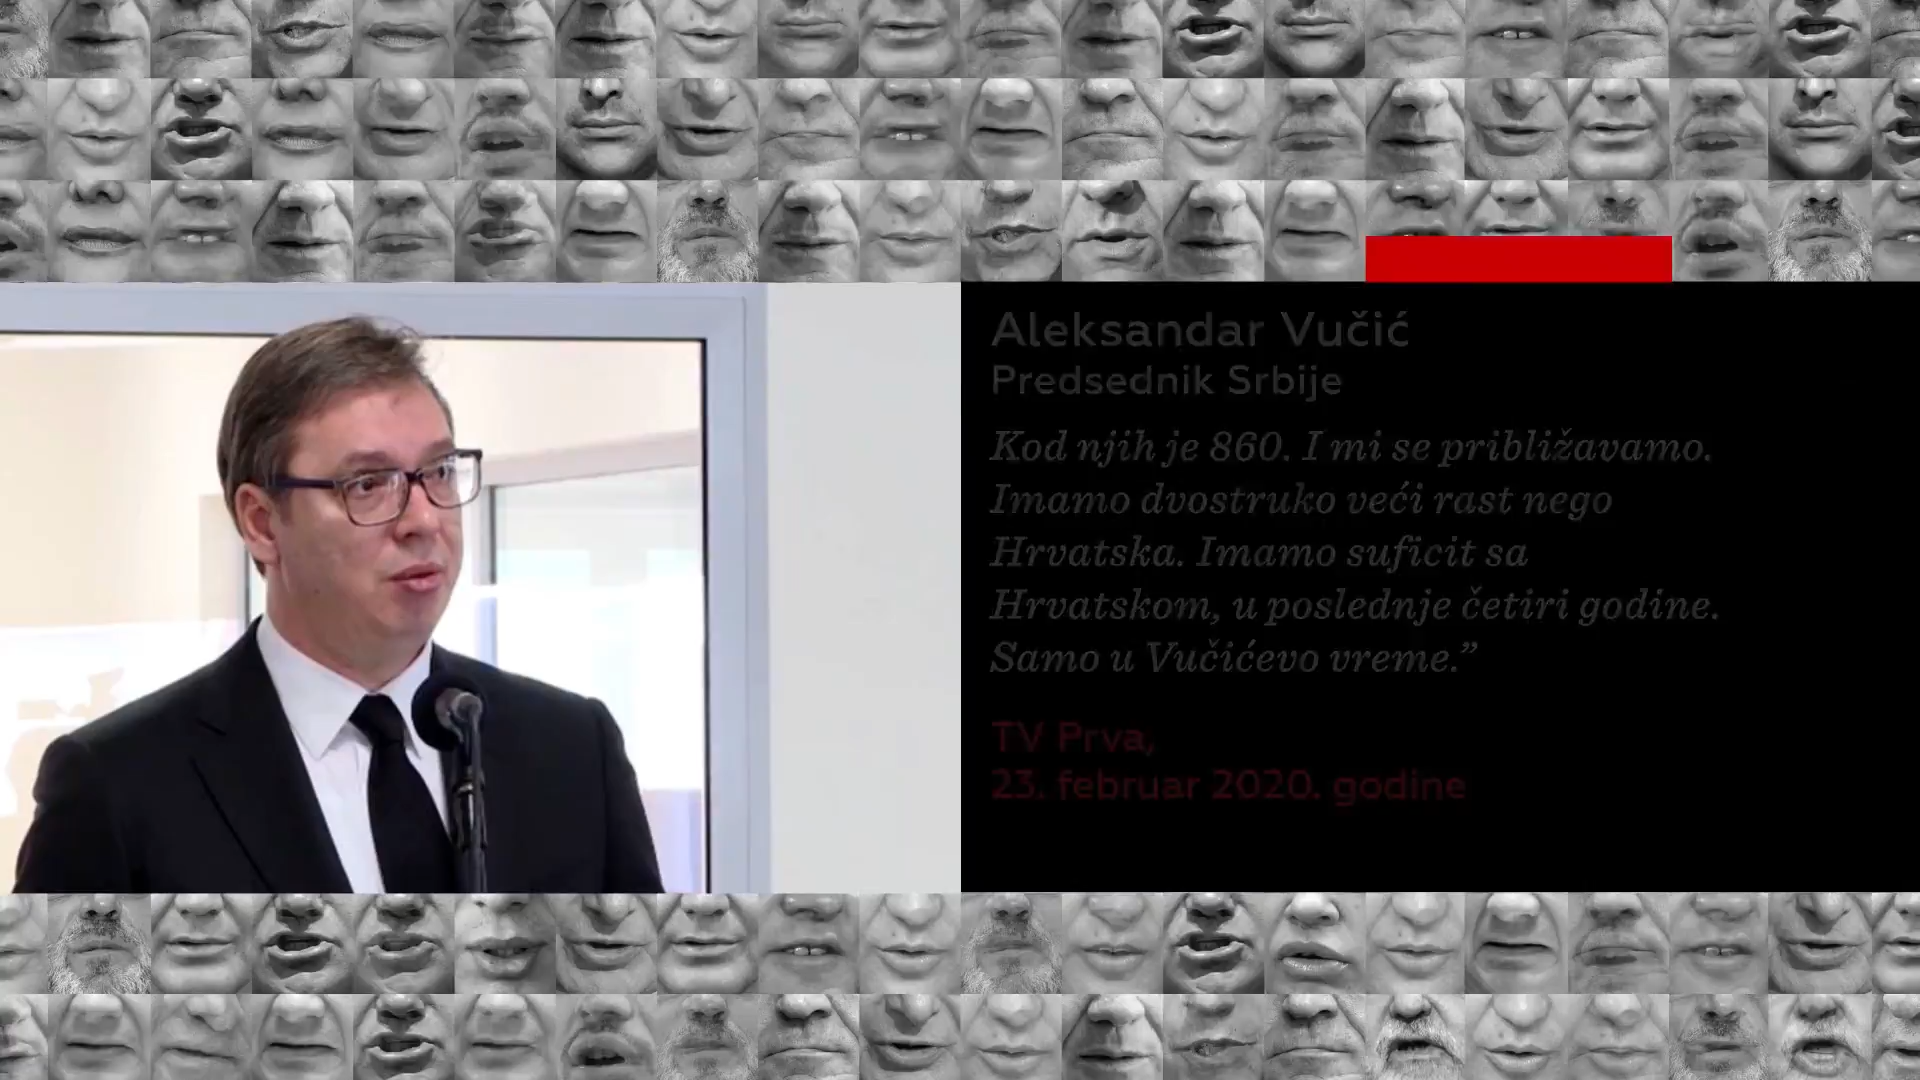 Aleksandar Vučić
Predsednik Srbije
Kod njih je 860. I mi se približavamo.
Imamo dvostruko veći rast nego
Hrvatska. Imamo suficit sa
Hrvatskom, u poslednje četiri godine.
Samo u Vučićevo vreme.”
TV Prva,
23. februar 2020. godine